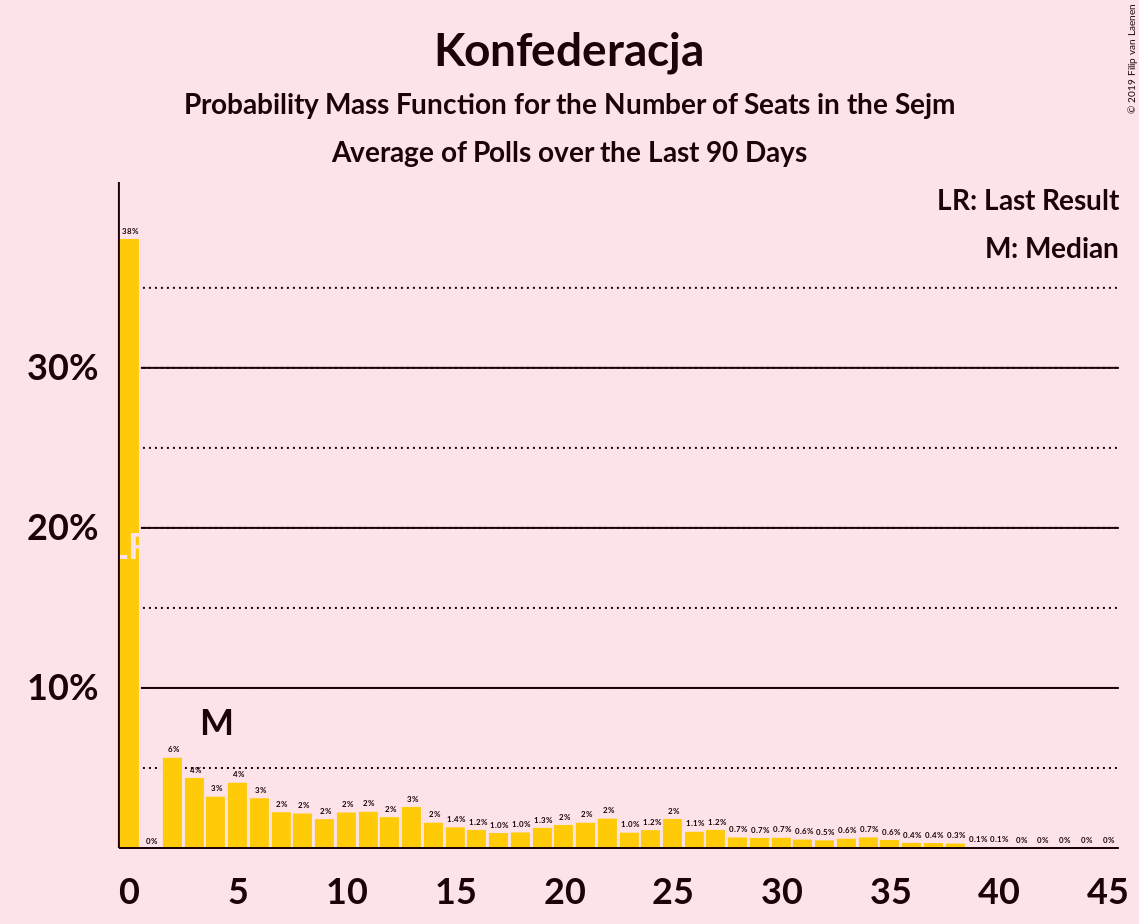 Konfederacja
Probability Mass Function for the Number of Seats in the Sejm
Average of Polls over the Last 90 Days
© 2019 Filip van Laenen
LR: Last Result
M: Median
38%
30%
20%
LR
10%
M
0% 6% 4% 3% 4% 3% 2% 2% 2% 2% 2% 2% 3% 2% 1.4% 1.2% 1.0% 1.0% 1.3% 2% 2% 2% 1.0% 1.2% 2% 1.1% 1.2% 0.7% 0.7% 0.7% 0.6% 0.5% 0.6% 0.7% 0.6% 0.4% 0.4% 0.3% 0.1% 0.1% 0% 0% 0% 0% 0%
0 5 10 15 20 25 30 35 40 45